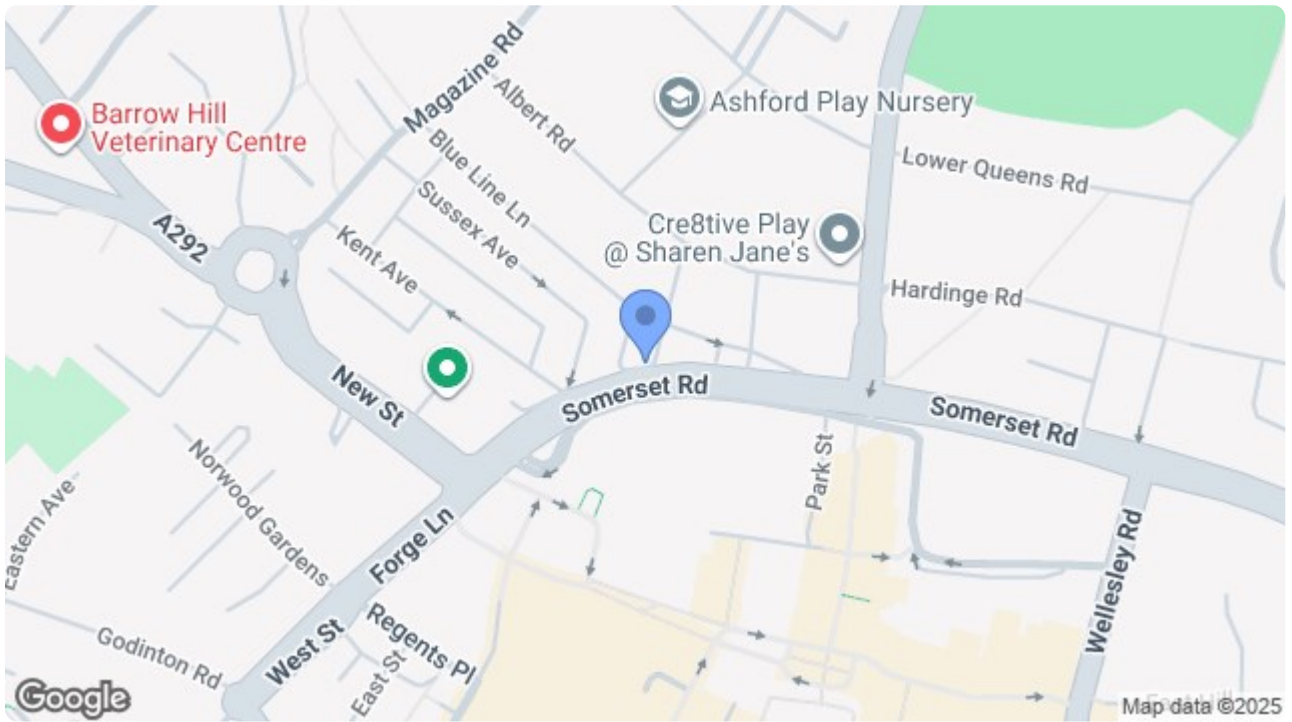 Magazine Rd
Albert Rd
Ashford Play Nursery
Barrow Hill
Veterinary Centre
Blue Line Ln
Lower Queens Rd
Sussex Ave
A292
Kent Ave
Cre8tive Play
@ Sharen Jane's
Hardinge Rd
New St
Somerset Rd
Somerset Rd
Park St
Norwood Gardens
Eastern Ave
Forge Ln
Wellesley Rd
Regents Pl
Godinton Rd
West St
East St
Google
Map data ©2025